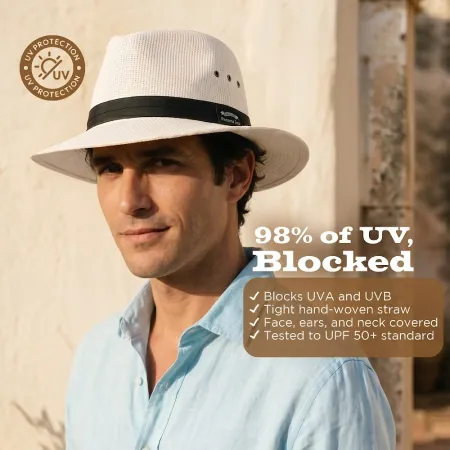 UV PROTECTION
UV
UV PROTECTION
98% of UV,
Blocked
✓ Blocks UVA and UVB
✓ Tight hand-woven straw
✓ Face, ears, and neck covered
✓ Tested to UPF 50+ standard